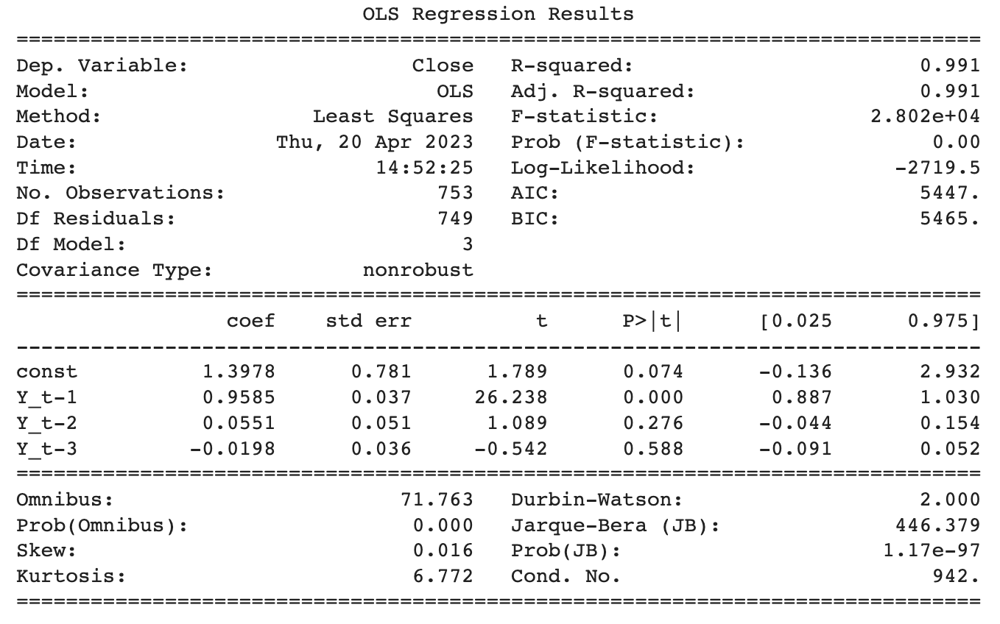 OLS Regression Results
==============================================================================
Dep. Variable:                  Close   R-squared:                       0.991
Model:                            OLS   Adj. R-squared:                  0.991
Method:                 Least Squares   F-statistic:                 2.802e+04
Date:                Thu, 20 Apr 2023   Prob (F-statistic):               0.00
Time:                        14:52:25   Log-Likelihood:                -2719.5
No. Observations:                 753   AIC:                             5447.
Df Residuals:                     749   BIC:                             5465.
Df Model:                           3
Covariance Type:            nonrobust
==============================================================================
                 coef    std err          t      P>|t|      [0.025      0.975]
------------------------------------------------------------------------------
const          1.3978      0.781      1.789      0.074      -0.136       2.932
Y_t-1          0.9585      0.037     26.238      0.000       0.887       1.030
Y_t-2          0.0551      0.051      1.089      0.276      -0.044       0.154
Y_t-3         -0.0198      0.036     -0.542      0.588      -0.091       0.052
==============================================================================
Omnibus:                       71.763   Durbin-Watson:                   2.000
Prob(Omnibus):                  0.000   Jarque-Bera (JB):              446.379
Skew:                           0.016   Prob(JB):                     1.17e-97
Kurtosis:                       6.772   Cond. No.                         942.
==============================================================================